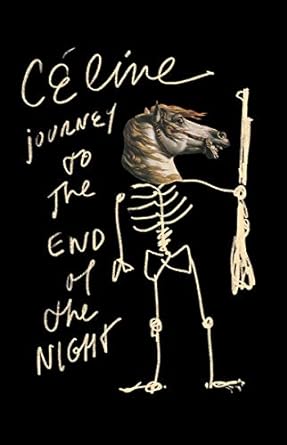 CÉline
JOURNEY
to
The
END
of
the
NIGHT